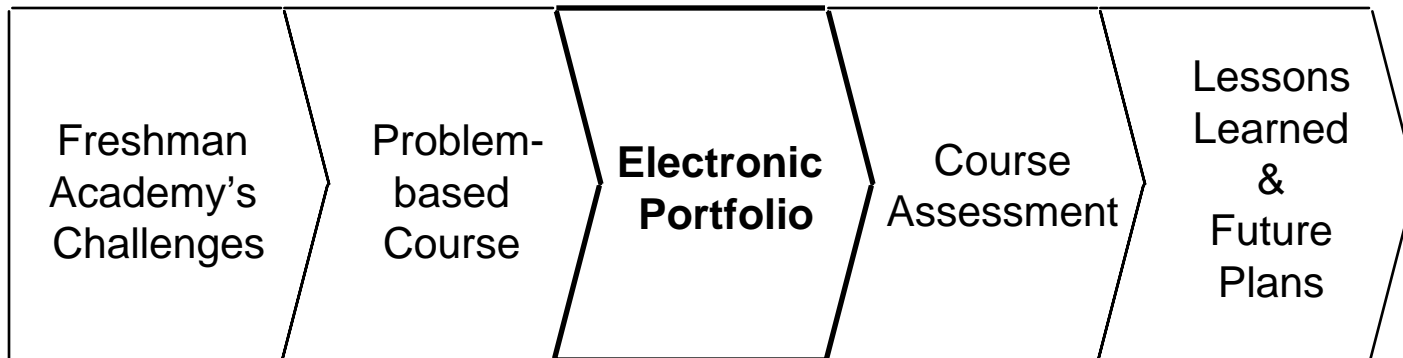 Freshman
Academy's
Challenges
Problem-
based
Course
Electronic
Portfolio
Course
Assessment
Lessons
Learned
&
Future
Plans